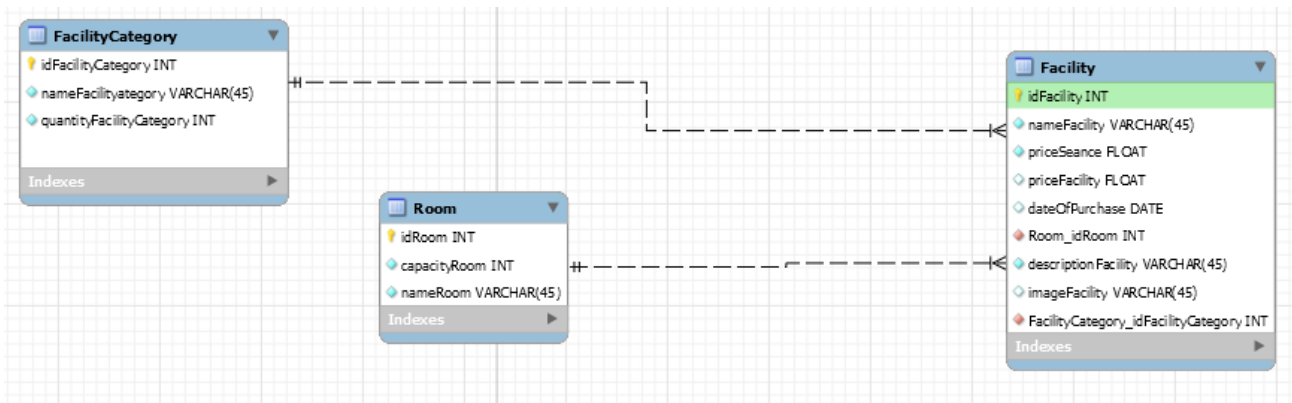 FacilityCategory
idFacilityCategory INT
nameFacilityategory VARCHAR(45)
quantityFacilityCategory INT
Indexes
Room
idRoom INT
capacityRoom INT
nameRoom VARCHAR(45)
Indexes
Facility
idFacility INT
nameFacility VARCHAR(45)
priceSeance FLOAT
priceFacility FLOAT
dateOfPurchase DATE
Room_idRoom INT
descriptionFacility VARCHAR(45)
imageFacility VARCHAR(45)
FacilityCategory_idFacilityCategory INT
Indexes